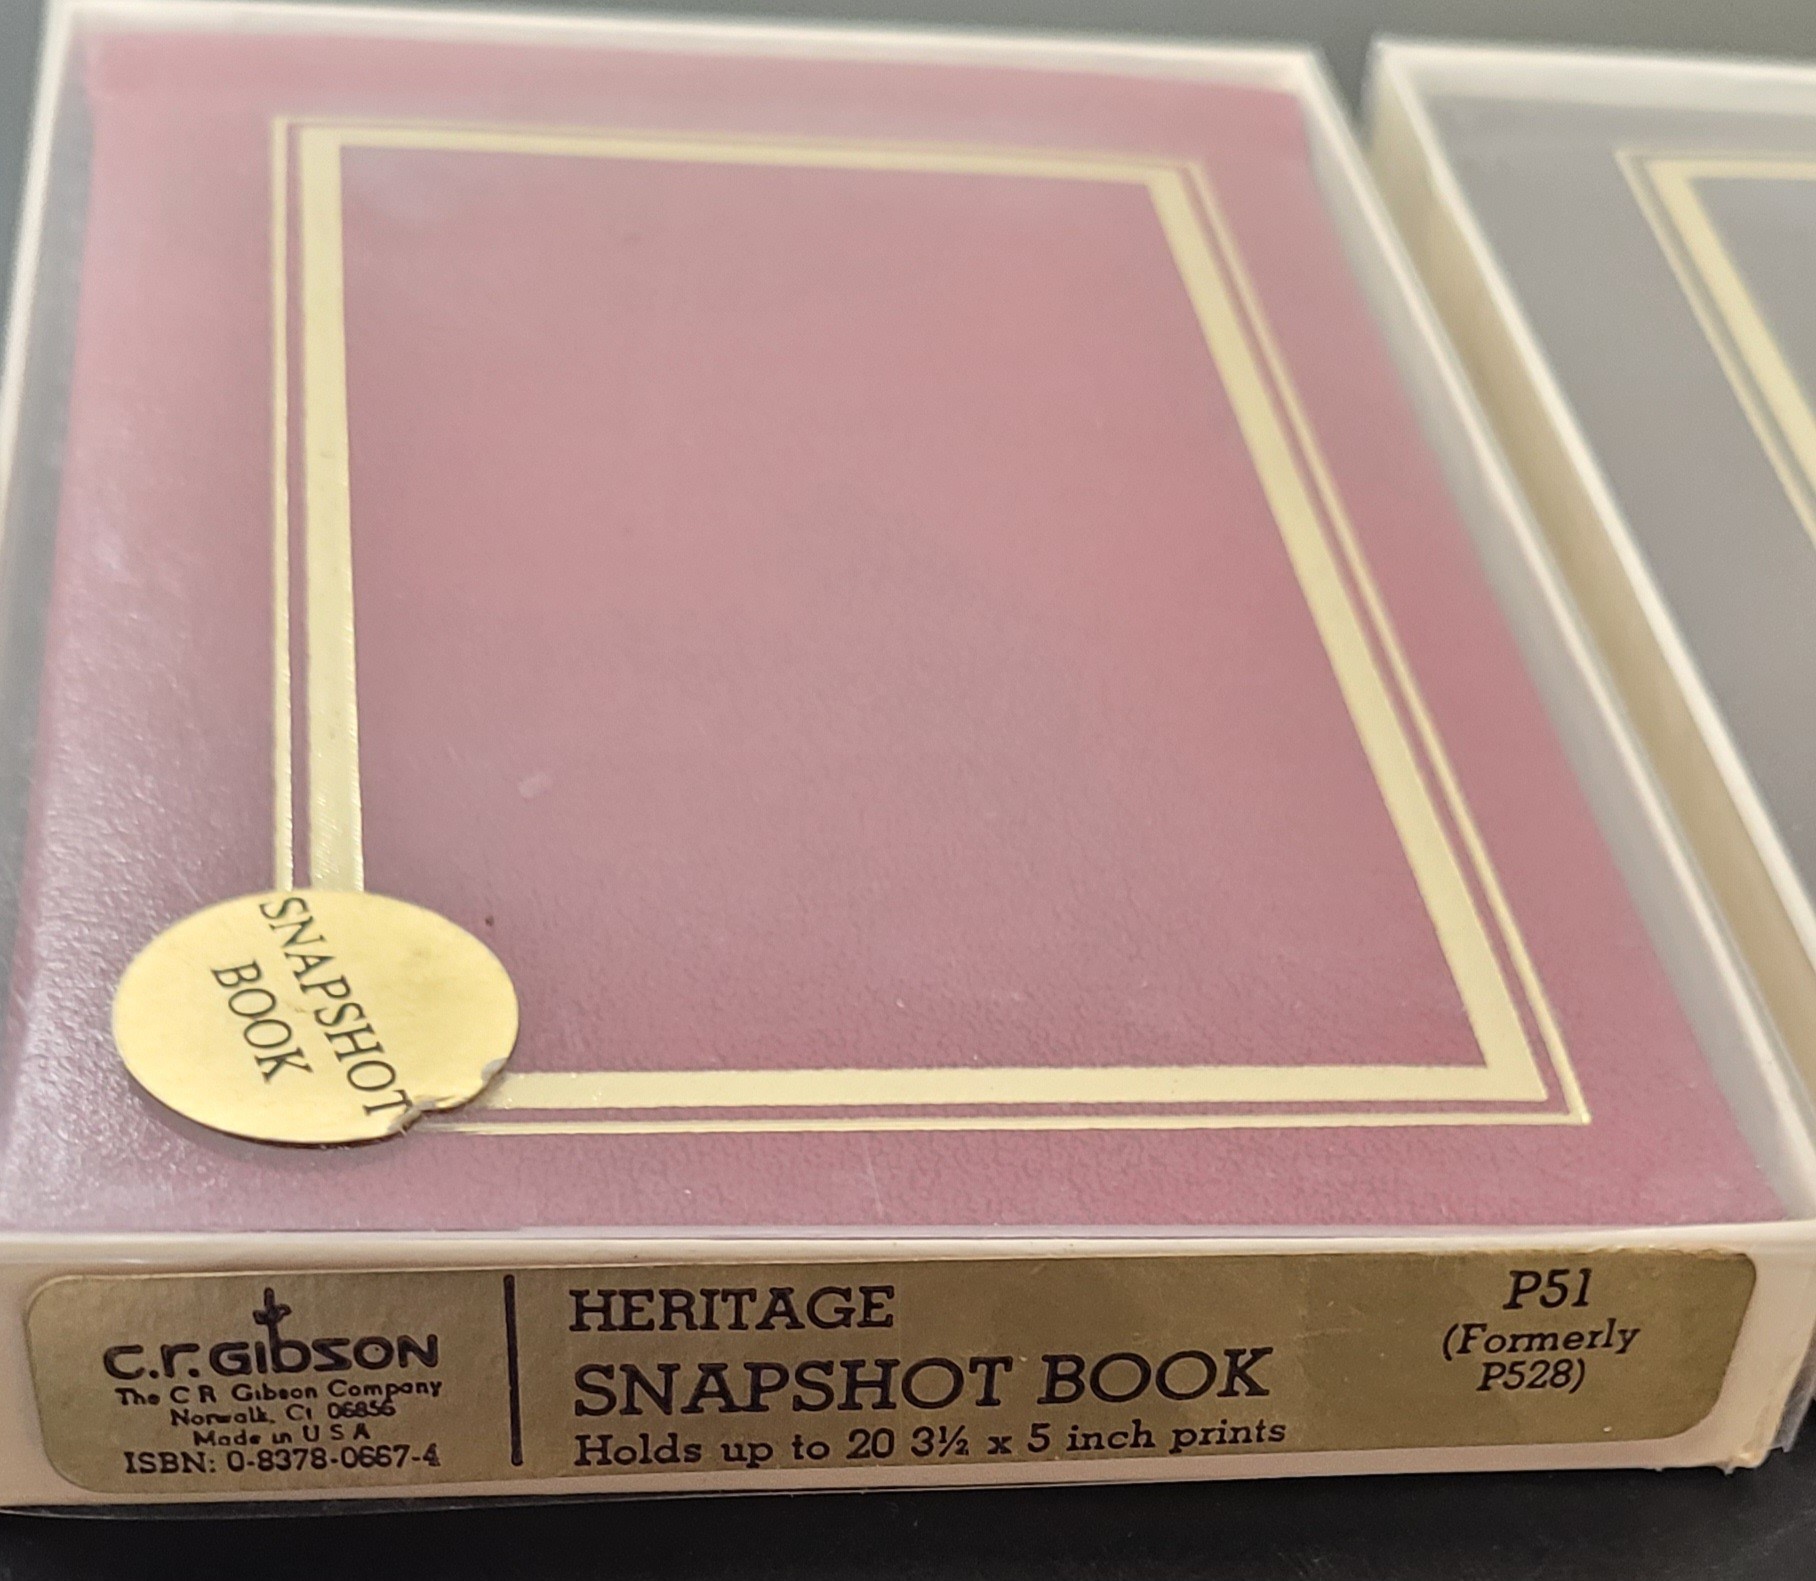 SNAPSHOT
BOOK
C.R.GIBSON
The C R Gibson Company
Norwalk, Ct 06856
Made in U S A
ISBN: 0-8378-0667-4
HERITAGE
SNAPSHOT BOOK
Holds up to 20 3½ x 5 inch prints
P51
(Formerly
P528)